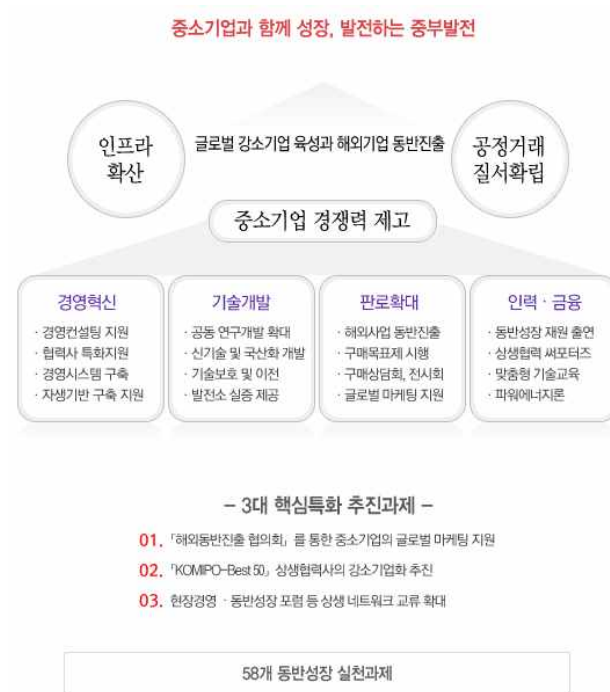 중소기업과 함께 성장, 발전하는 중부발전
인프라
확산
글로벌 강소기업 육성과 해외기업 동반진출
공정거래
질서확립
중소기업 경쟁력 제고
경영혁신
· 경영컨설팅 지원
· 협력사 특화지원
· 경영시스템 구축
· 자생기반 구축 지원
기술개발
· 공동 연구개발 확대
· 신기술 및 국산화 개발
· 기술보호 및 이전
· 발전소 실증 제공
판로확대
· 해외사업 동반진출
· 구매목표제 시행
· 구매상담회, 전시회
· 글로벌 마케팅 지원
인력 · 금융
· 동반성장 재원 출연
· 상생협력 써포터즈
· 맞춤형 기술교육
· 파워에너지론
– 3대 핵심특화 추진과제 –
01. 「해외동반진출 협의회」 를 통한 중소기업의 글로벌 마케팅 지원
02. 「KOMIPO-Best 50」 상생협력사의 강소기업화 추진
03. 현장경영 · 동반성장 포럼 등 상생 네트워크 교류 확대
58개 동반성장 실천과제